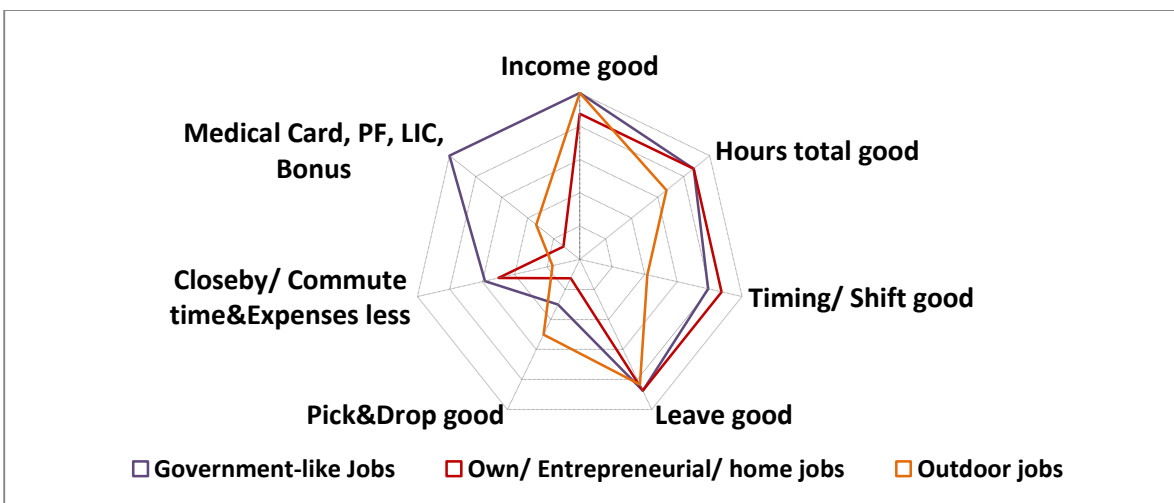 Income good
Medical Card, PF, LIC,
Bonus
Hours total good
Closeby/ Commute
time&Expenses less
Timing/ Shift good
Pick&Drop good
Leave good
Government-like Jobs
Own/ Entrepreneurial/ home jobs
Outdoor jobs